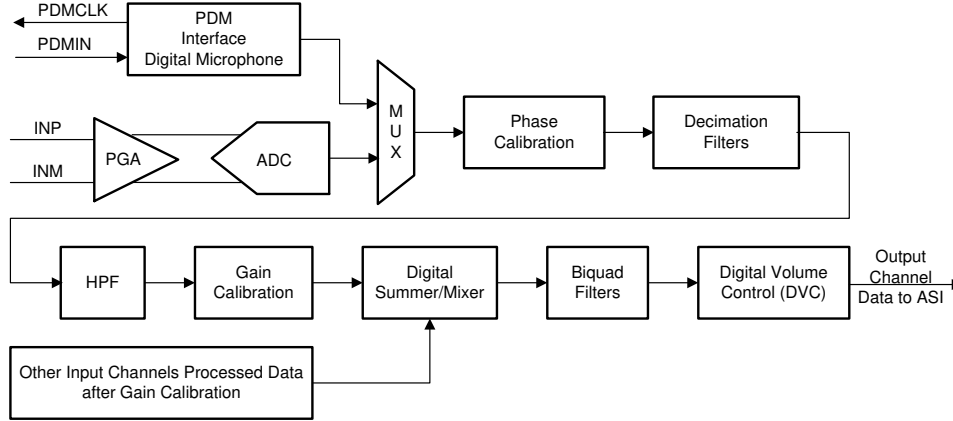 PDMCLK
PDMIN
PDM
Interface
Digital Microphone
INP
INM
PGA
ADC
M
U
X
Phase
Calibration
Decimation
Filters
HPF
Gain
Calibration
Digital
Summer/Mixer
Biquad
Filters
Digital Volume
Control (DVC)
Output
Channel
Data to ASI
Other Input Channels Processed Data
after Gain Calibration